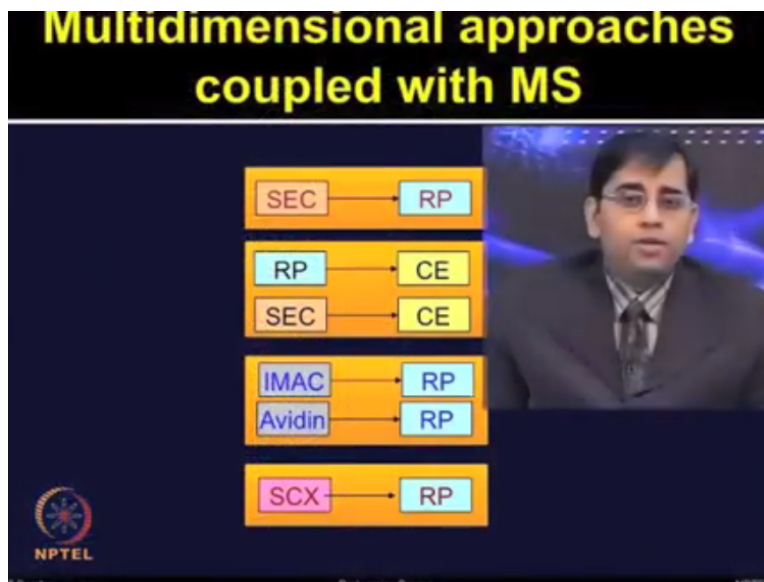 Multidimensional approaches
coupled with MS
SEC RP
RP CE
SEC CE
IMAC RP
Avidin RP
SCX RP
NPTEL